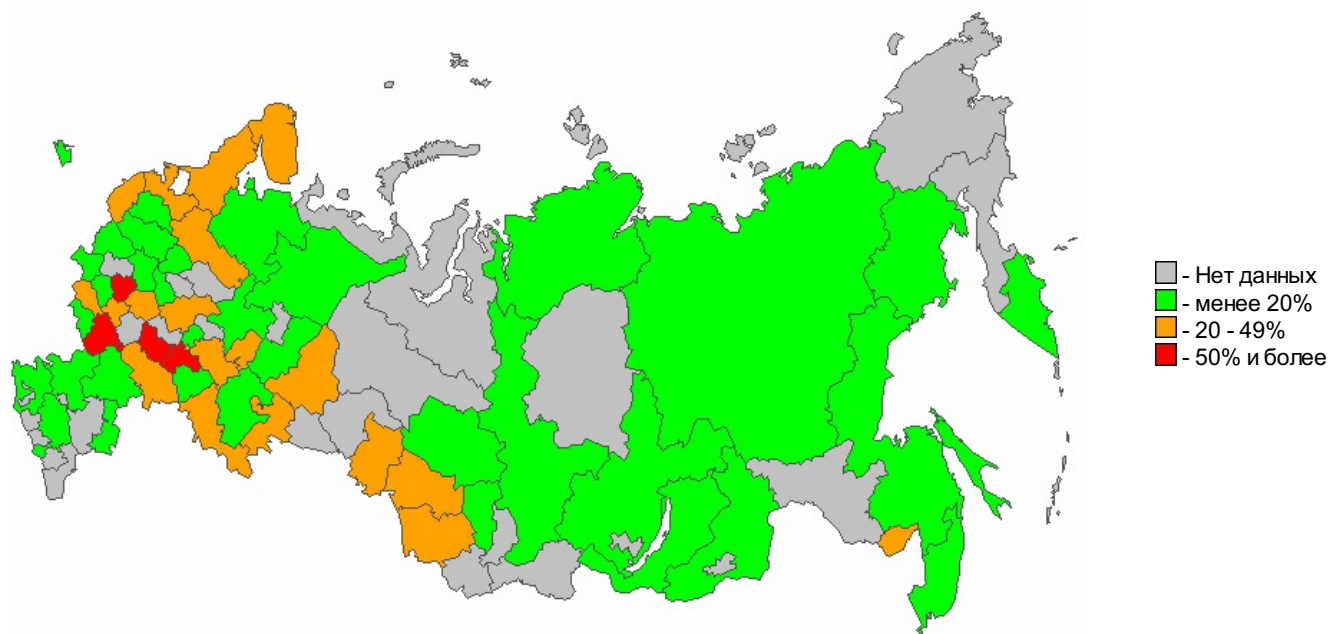 - Нет данных
- менее 20%
- 20 - 49%
- 50% и более